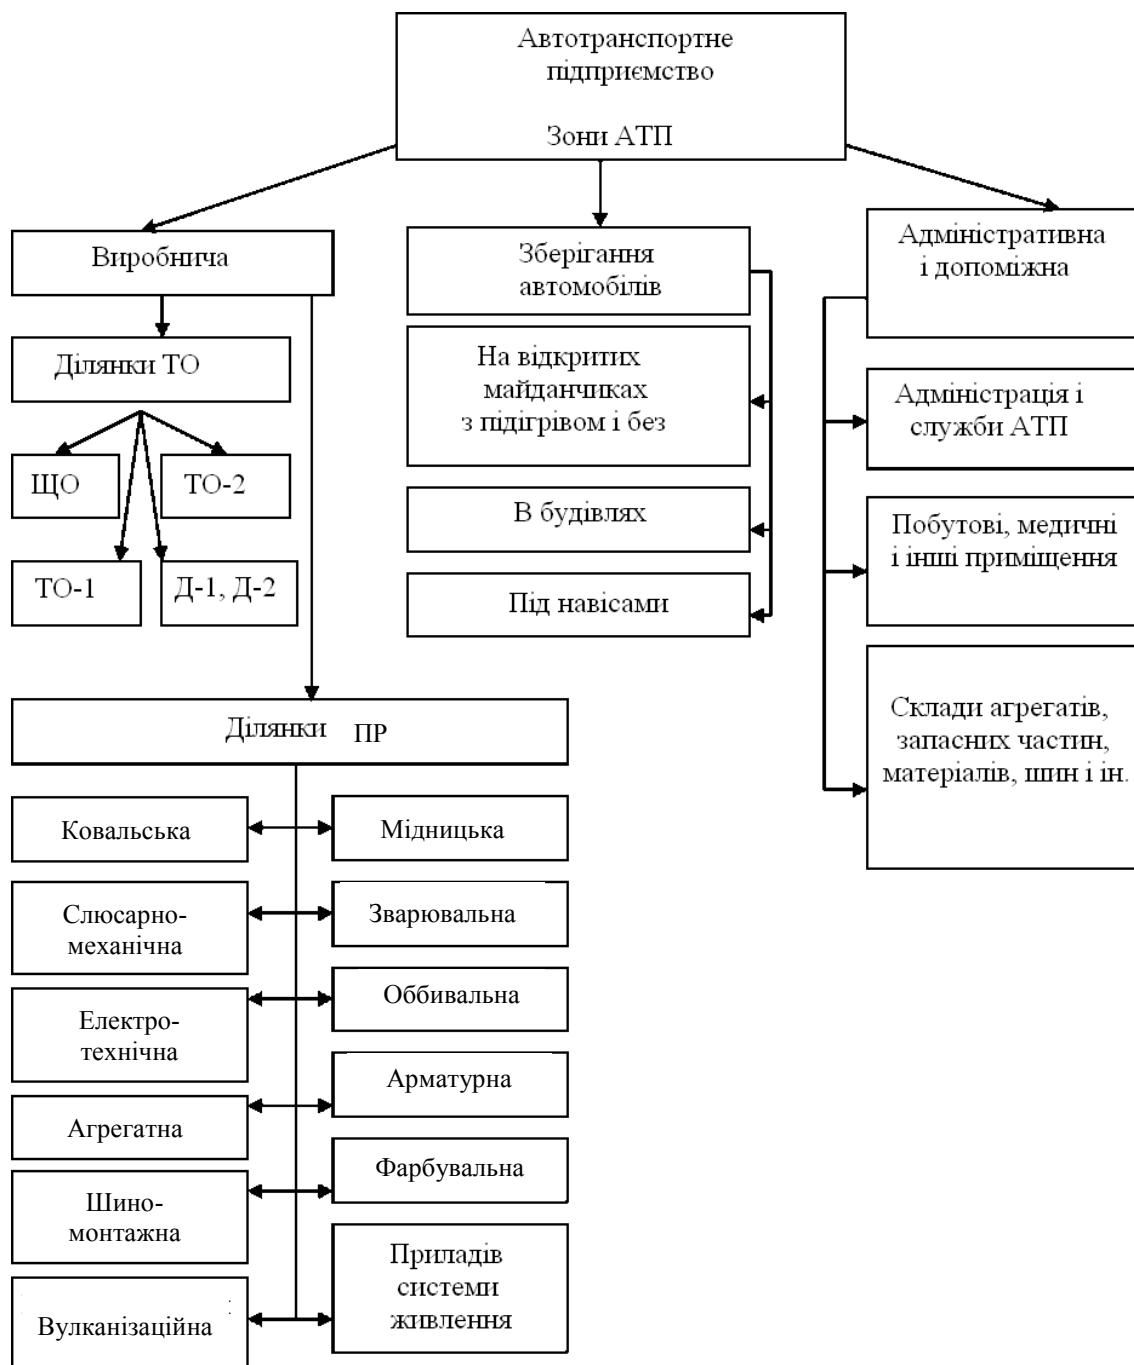 Автотранспортне
підприємство
Зони АТП
Виробнича
Ділянки ТО
ЩО
ТО-2
ТО-1
Д-1, Д-2
Зберігання
автомобілів
На відкритих
майданчиках
з підігрівом і без
В будівлях
Під навісами
Адміністративна
і допоміжна
Адміністрація і
служби АТП
Побутові, медичні
і інші приміщення
Склади агрегатів,
запасних частин,
матеріалів, шин і ін.
Ділянки ПР
Ковальська
Мідницька
Слюсарно-
механічна
Зварювальна
Електро-
технічна
Оббивальна
Агрегатна
Арматурна
Шино-
монтажна
Фарбувальна
Вулканізаційна
Приладів
системи
живлення